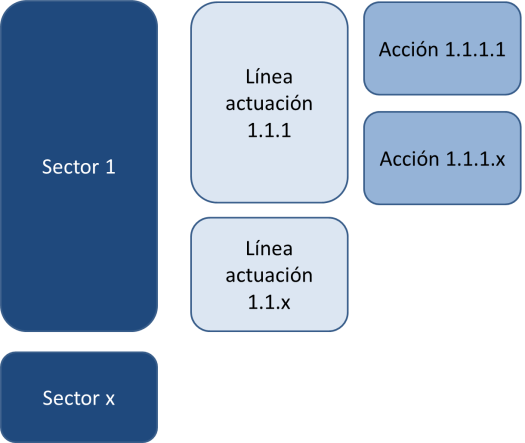 Sector 1
Línea
actuación
1.1.1
Acción 1.1.1.1
Acción 1.1.1.x
Línea
actuación
1.1.x
Sector x